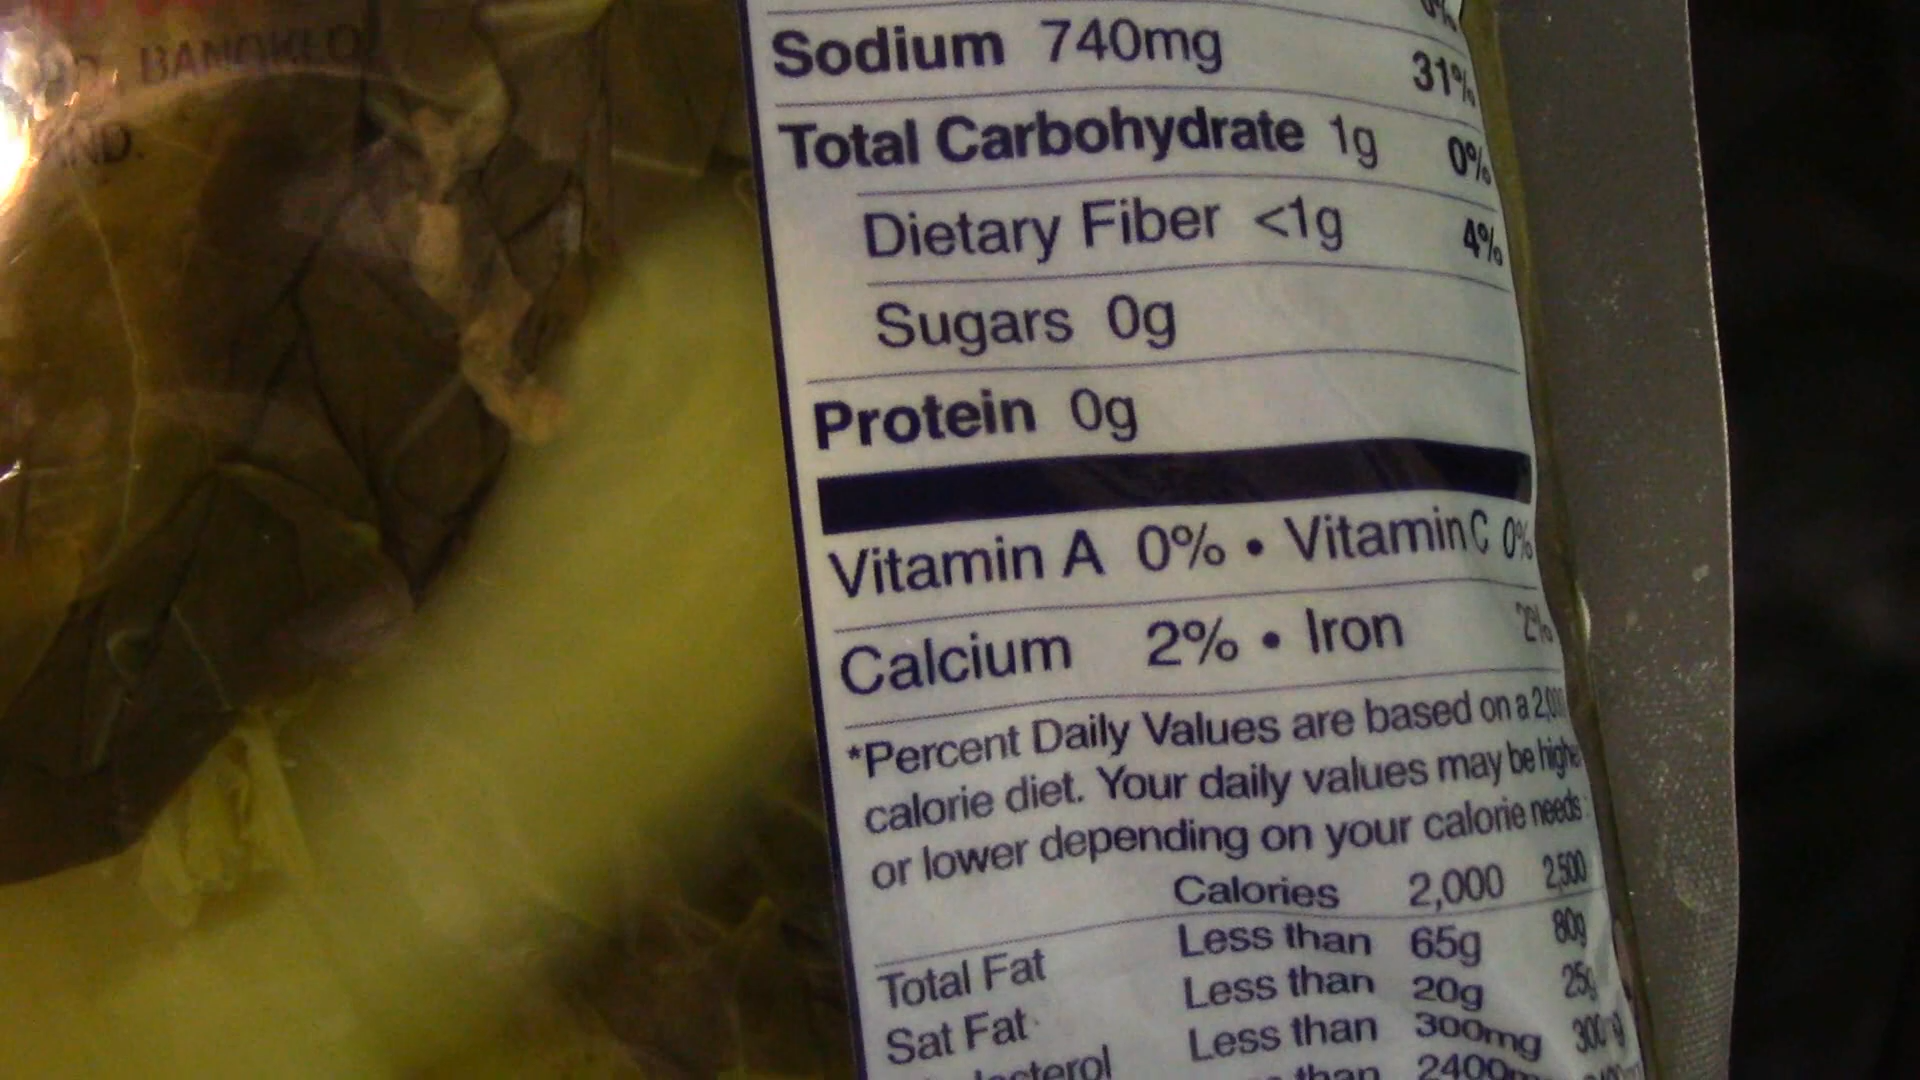 BANGKLO
ND.
Sodium 740mg 31%
Total Carbohydrate 1g 0%
Dietary Fiber <1g 4%
Sugars 0g
Protein 0g
Vitamin A 0% • Vitamin C 0%
Calcium 2% • Iron 2%
*Percent Daily Values are based on a 2,000
calorie diet. Your daily values may be higher
or lower depending on your calorie needs:
Calories 2,000 2,500
Total Fat Less than 65g 80g
Sat Fat Less than 20g 25g
Less than 300mg
than